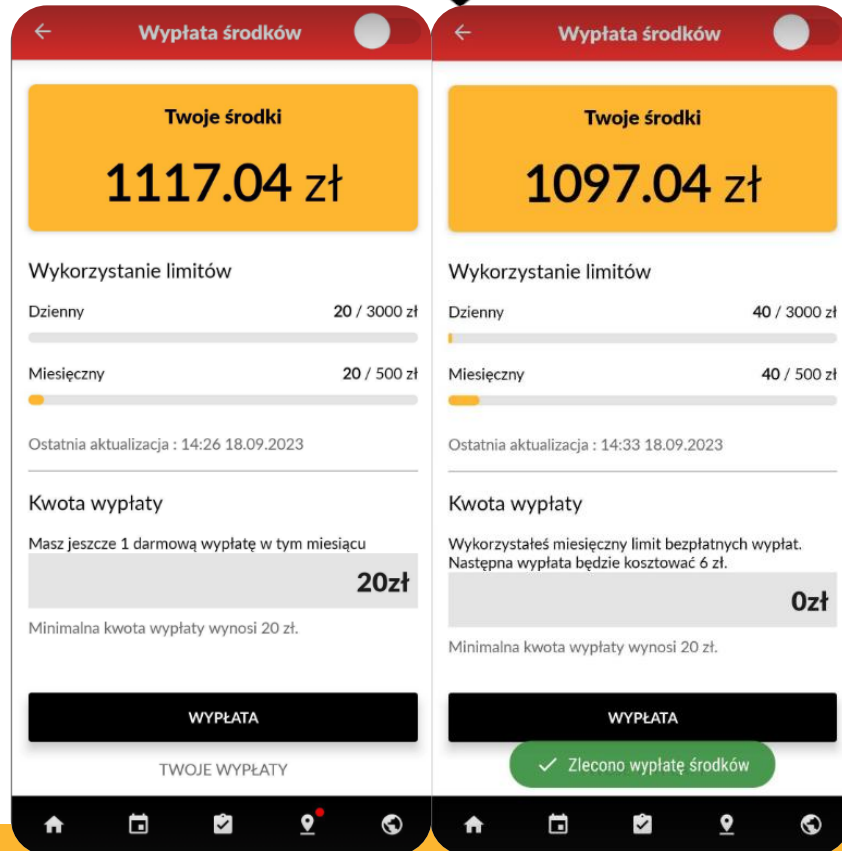 Wypłata środków
Twoje środki
1117.04 zł
Wykorzystanie limitów
Dzienny 20 / 3000 zł
Miesięczny 20 / 500 zł
Ostatnia aktualizacja : 14:26 18.09.2023
Kwota wypłaty
Masz jeszcze 1 darmową wypłatę w tym miesiącu
20zł
Minimalna kwota wypłaty wynosi 20 zł.
WYPŁATA
TWOJE WYPŁATY
Wypłata środków
Twoje środki
1097.04 zł
Wykorzystanie limitów
Dzienny 40 / 3000 zł
Miesięczny 40 / 500 zł
Ostatnia aktualizacja : 14:33 18.09.2023
Kwota wypłaty
Wykorzystałeś miesięczny limit bezpłatnych wypłat.
Następna wypłata będzie kosztować 6 zł.
0zł
Minimalna kwota wypłaty wynosi 20 zł.
WYPŁATA
Zlecono wypłatę środków